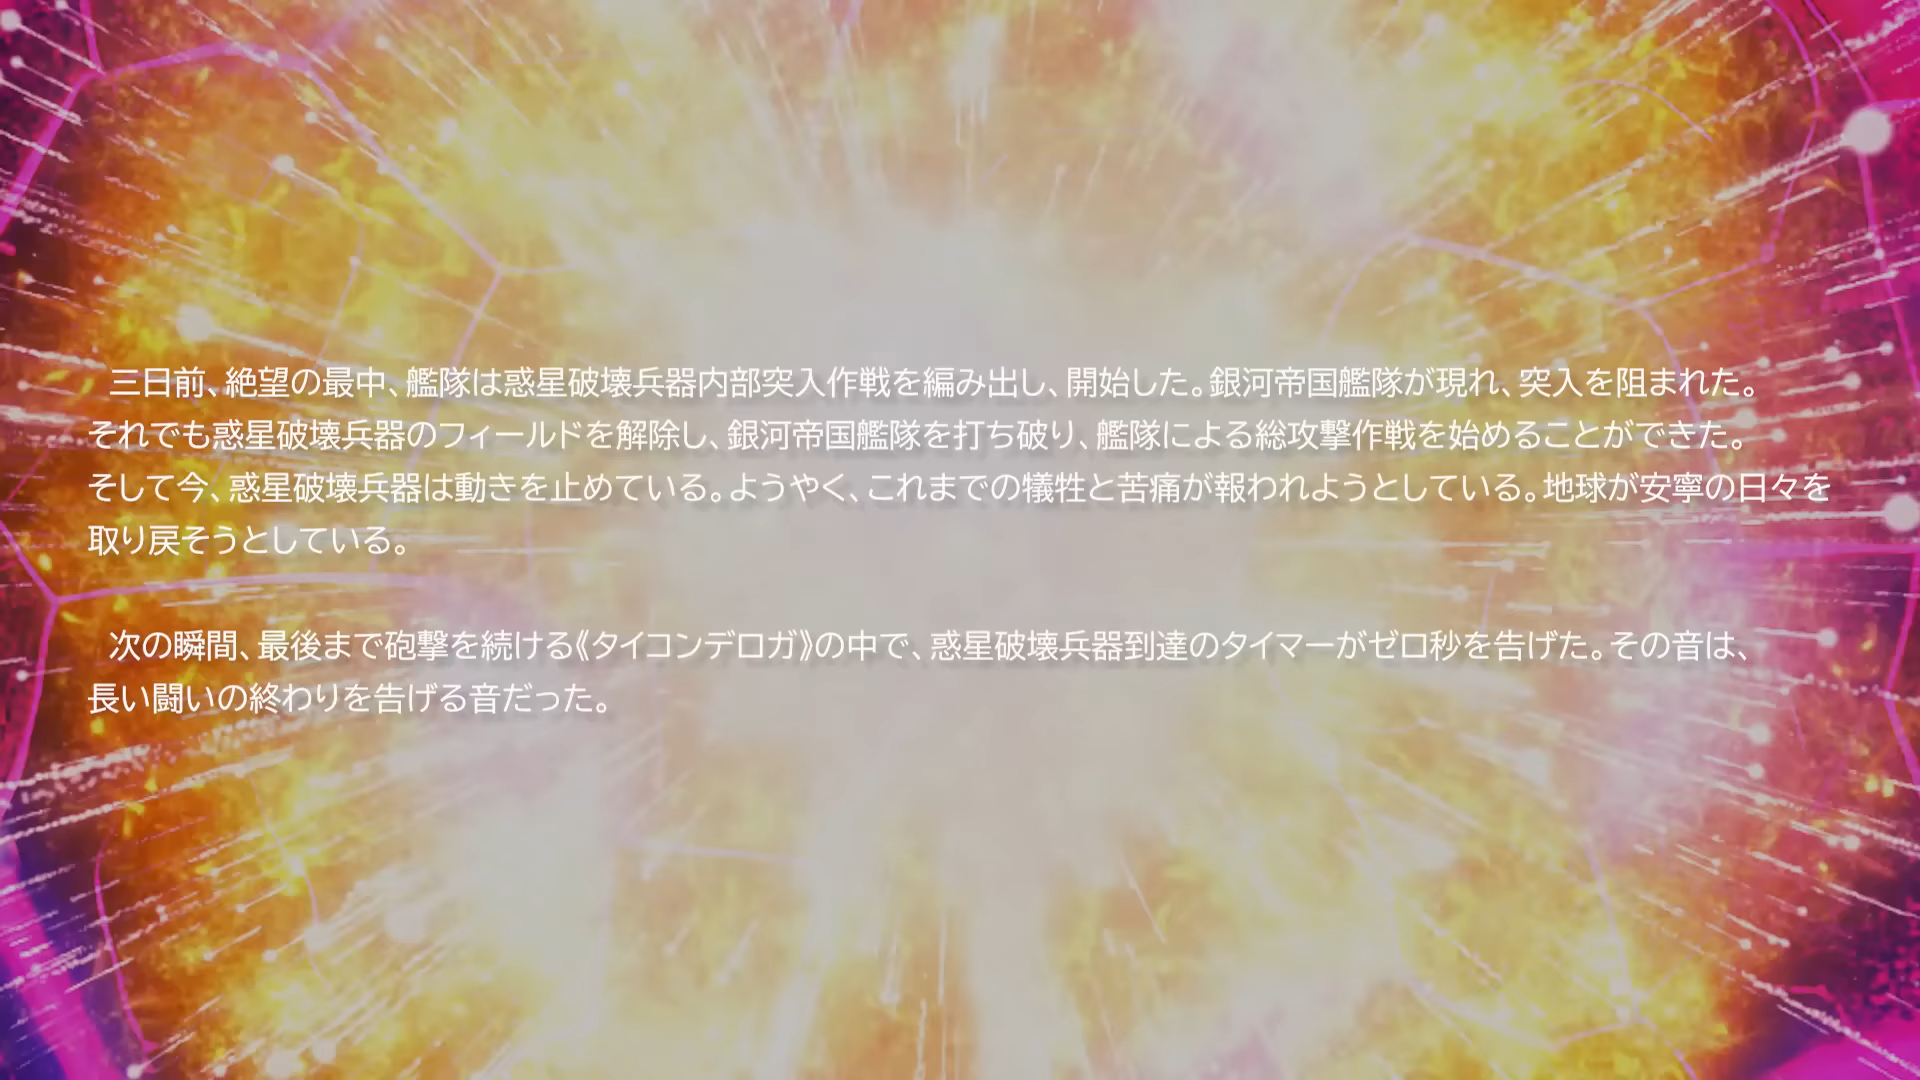 三日前、絶望の最中、艦隊は惑星破壊兵器内部突入作戦を編み出し、開始した。銀河帝国艦隊が現れ、突入を阻まれた。
それでも惑星破壊兵器のフィールドを解除し、銀河帝国艦隊を打ち破り、艦隊による総攻撃作戦を始めることができた。
そして今、惑星破壊兵器は動きを止めている。ようやく、これまでの犠牲と苦痛が報われようとしている。地球が安寧の日々を
取り戻そうとしている。
次の瞬間、最後まで砲撃を続ける《タイコンデロガ》の中で、惑星破壊兵器到達のタイマーがゼロ秒を告げた。その音は、
長い闘いの終わりを告げる音だった。